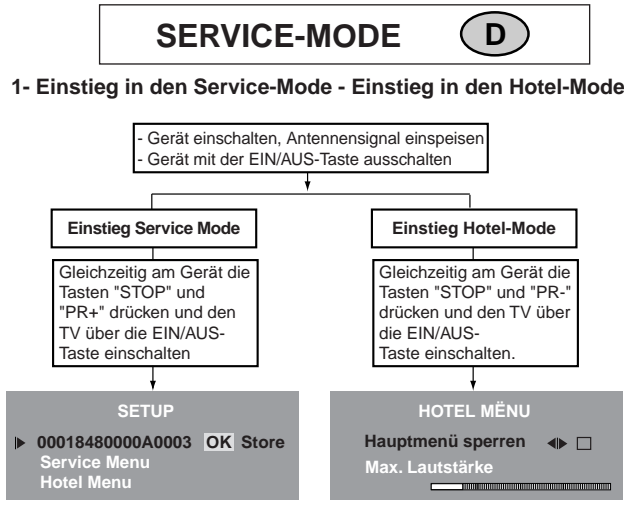 SERVICE-MODE D
1- Einstieg in den Service-Mode - Einstieg in den Hotel-Mode
- Gerät einschalten, Antennensignal einspeisen
- Gerät mit der EIN/AUS-Taste ausschalten
Einstieg Service Mode
Gleichzeitig am Gerät die
Tasten "STOP" und
"PR+" drücken und den
TV über die EIN/AUS-
Taste einschalten
SETUP
00018480000A0003 OK Store
Service Menu
Hotel Menu
Einstieg Hotel-Mode
Gleichzeitig am Gerät die
Tasten "STOP" und "PR-"
drücken und den TV über
die EIN/AUS-
Taste einschalten.
HOTEL MËNU
Hauptmenü sperren
Max. Lautstärke